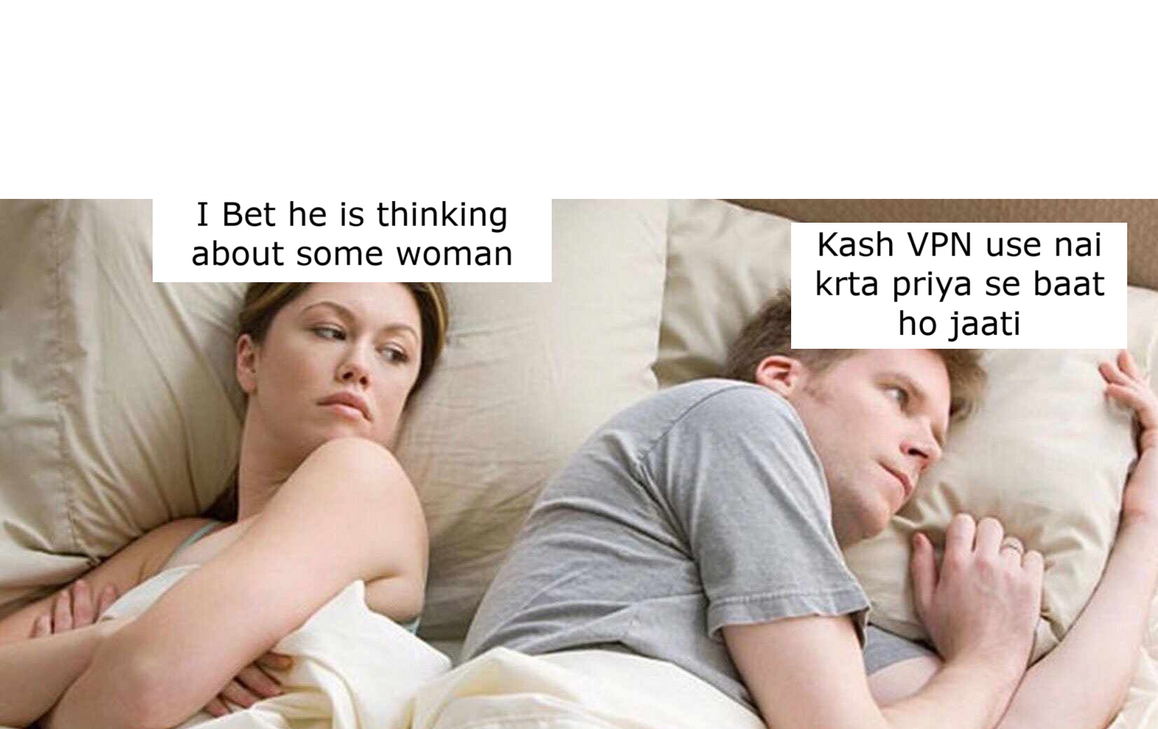 I Bet he is thinking
about some woman
Kash VPN use nai
krta priya se baat
ho jaati